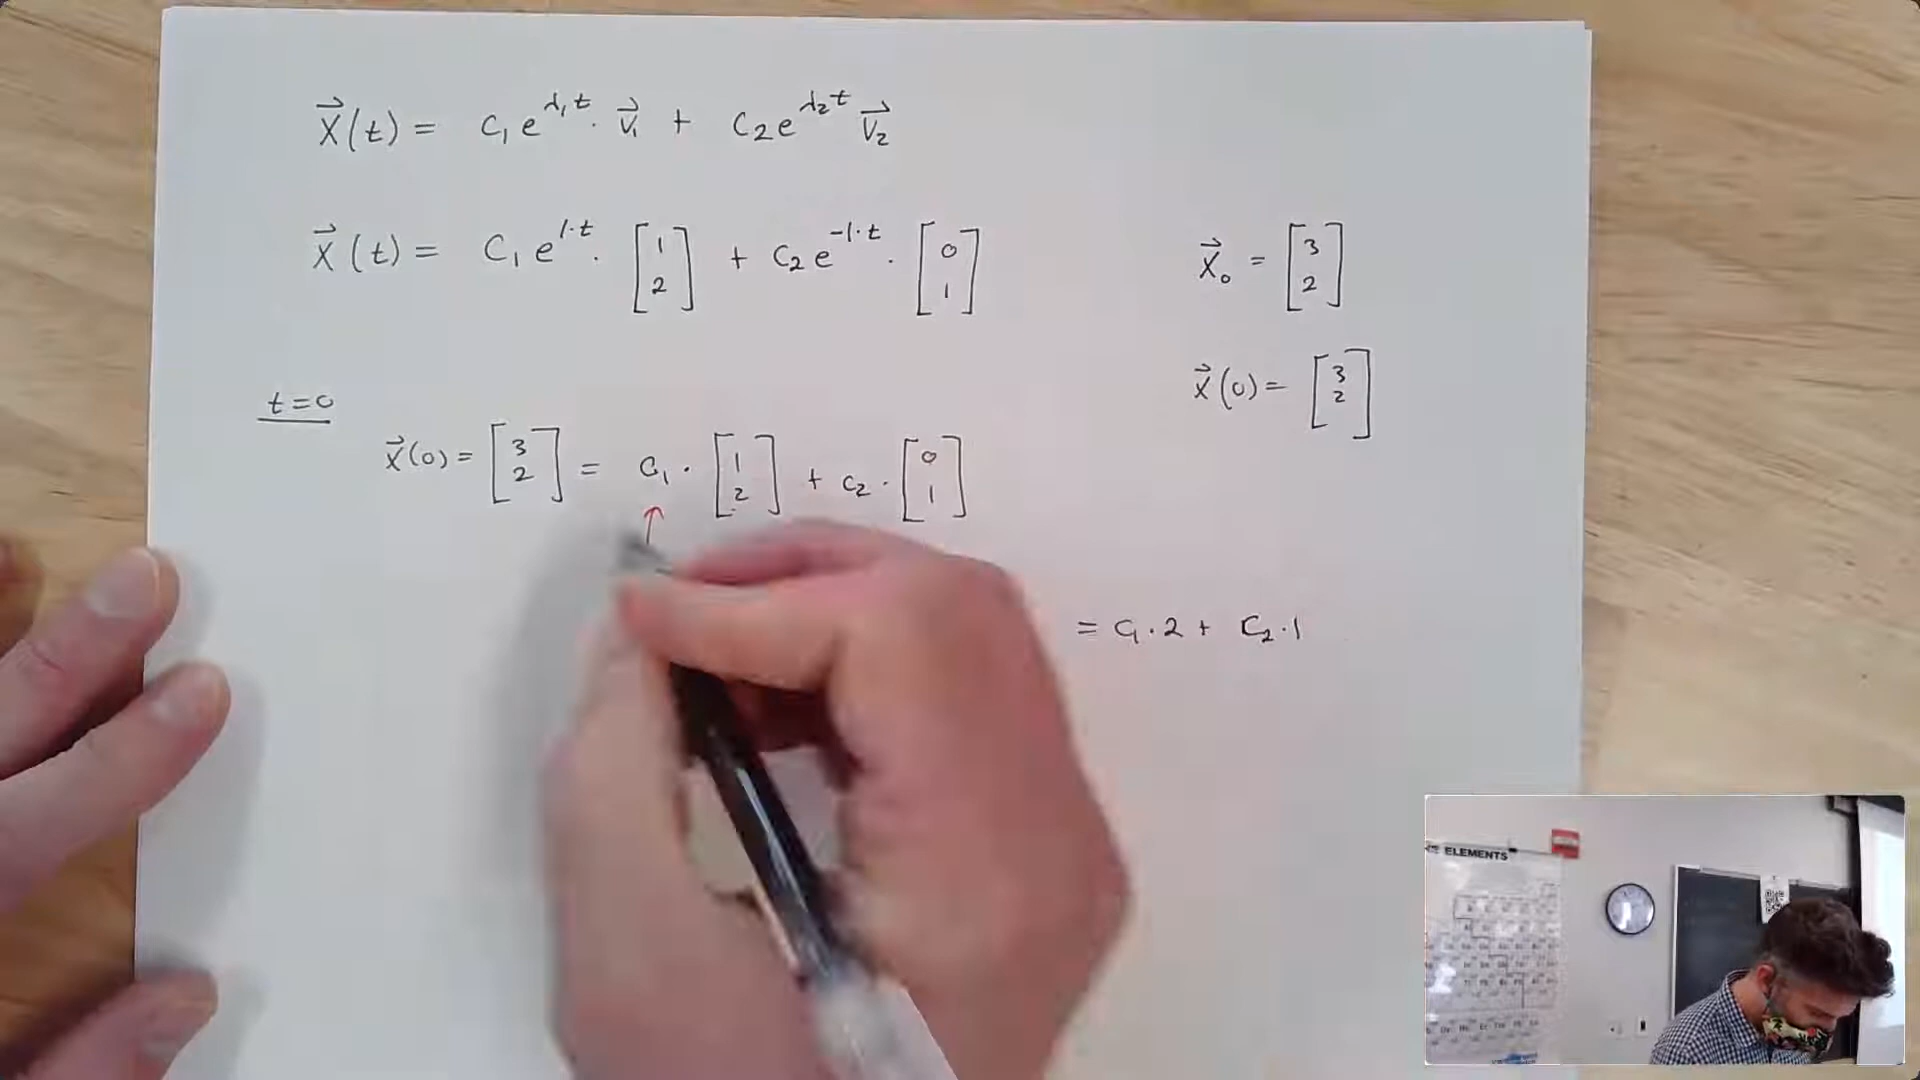 x⃗(t) = c₁e^{λ₁t} · v⃗₁ + c₂e^{λ₂t} v⃗₂
x⃗(t) = c₁e^{1·t} · [1 2] + c₂e^{-1·t} · [0 1]
x⃗₀ = [3 2]
x⃗(0) = [3 2]
t=0
x⃗(0) = [3 2] = c₁ · [1 2] + c₂ · [0 1]
= c₁·2 + c₂·1
ELEMENTS